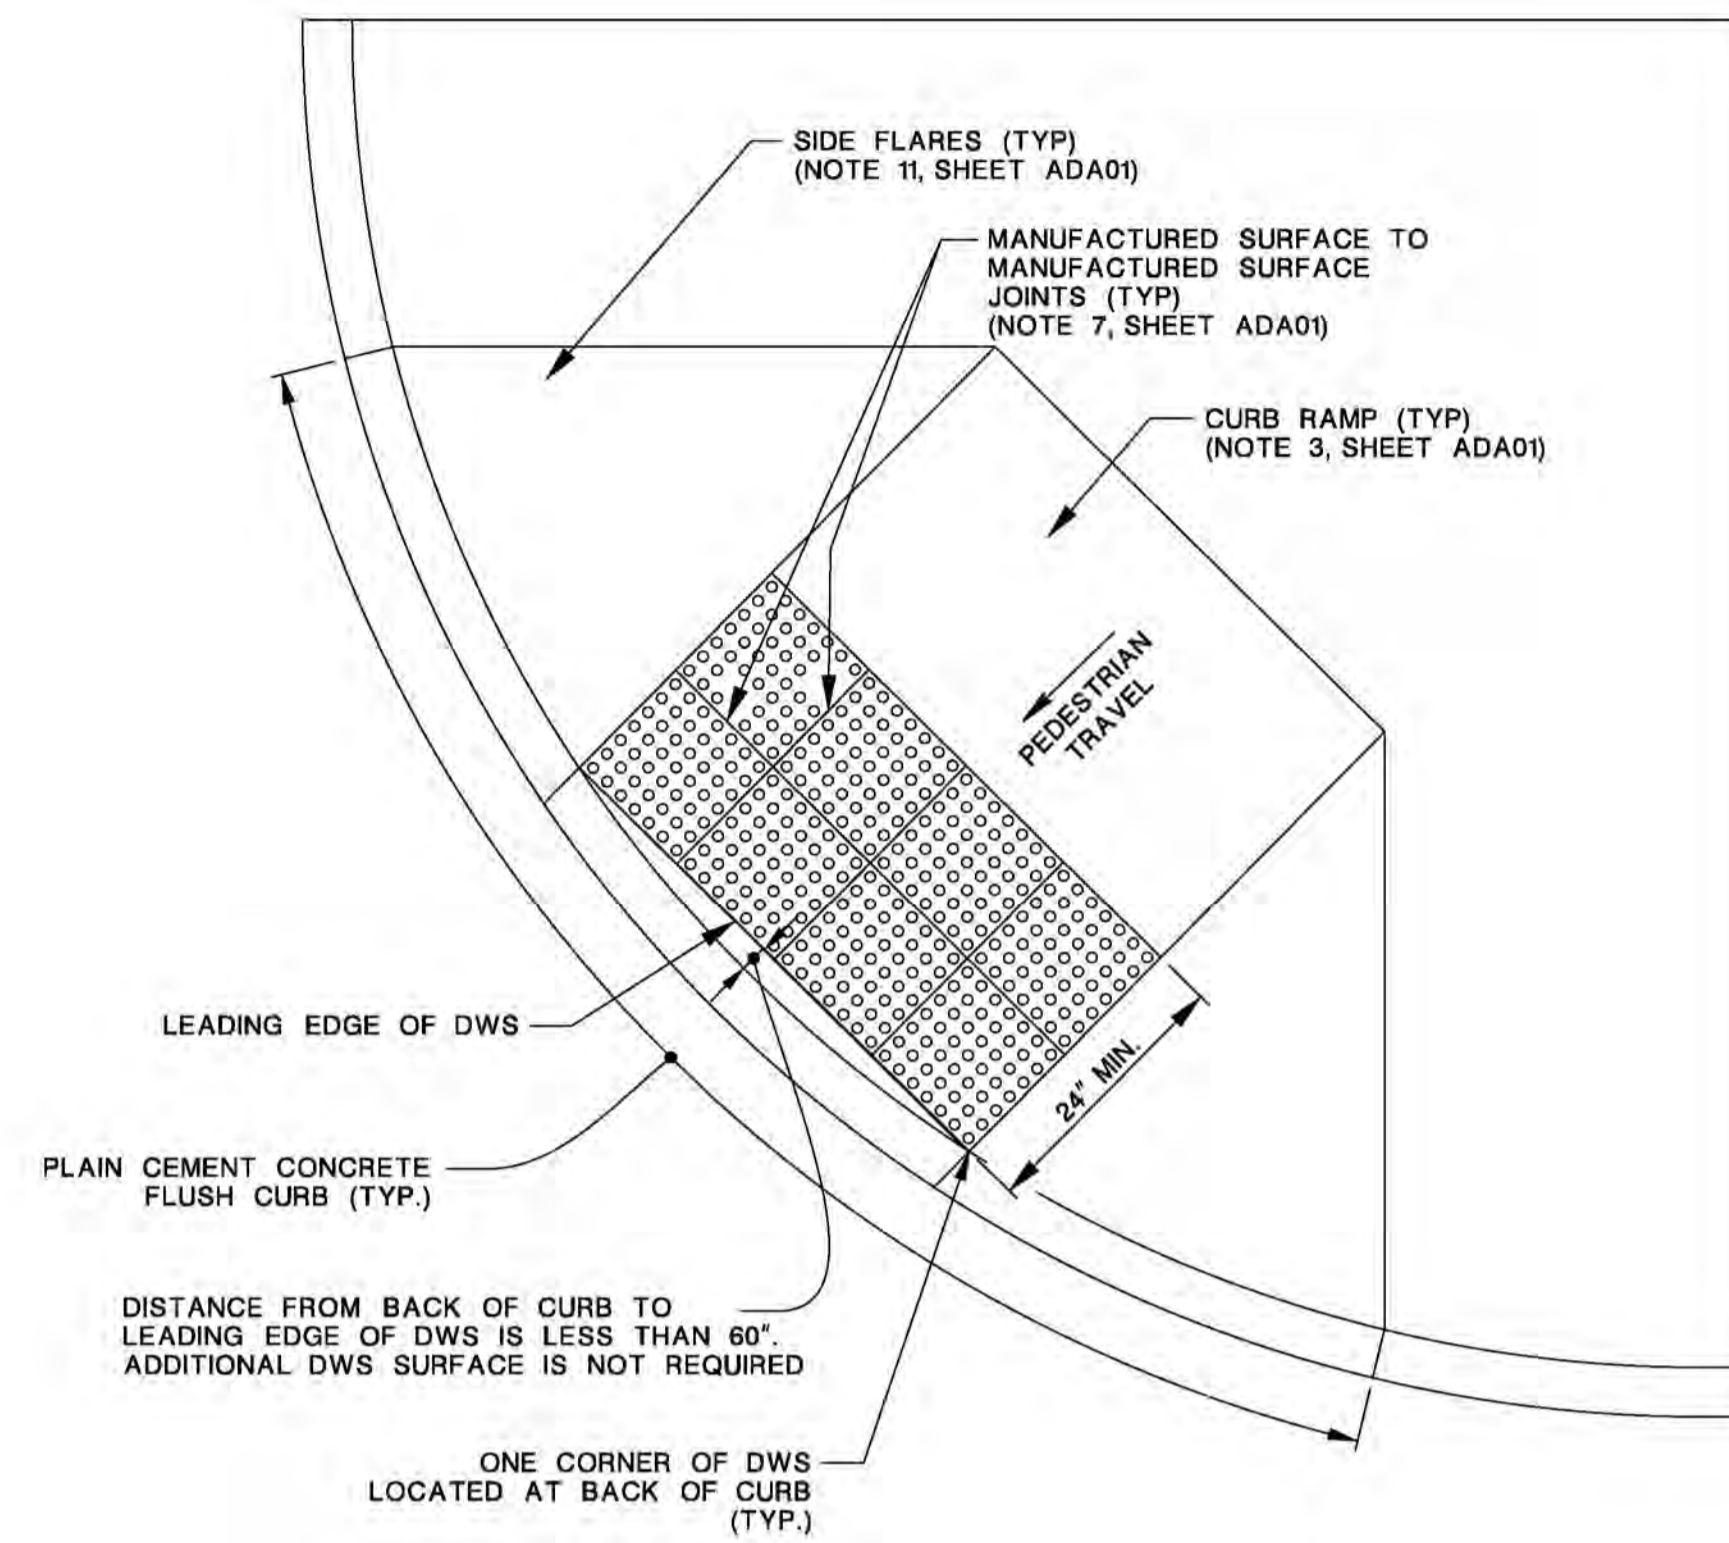 SIDE FLARES (TYP)
(NOTE 11, SHEET ADA01)
MANUFACTURED SURFACE TO
MANUFACTURED SURFACE
JOINTS (TYP)
(NOTE 7, SHEET ADA01)
CURB RAMP (TYP)
(NOTE 3, SHEET ADA01)
PEDESTRIAN
TRAVEL
LEADING EDGE OF DWS
24" MIN.
PLAIN CEMENT CONCRETE
FLUSH CURB (TYP.)
DISTANCE FROM BACK OF CURB TO
LEADING EDGE OF DWS IS LESS THAN 60".
ADDITIONAL DWS SURFACE IS NOT REQUIRED
ONE CORNER OF DWS
LOCATED AT BACK OF CURB
(TYP.)